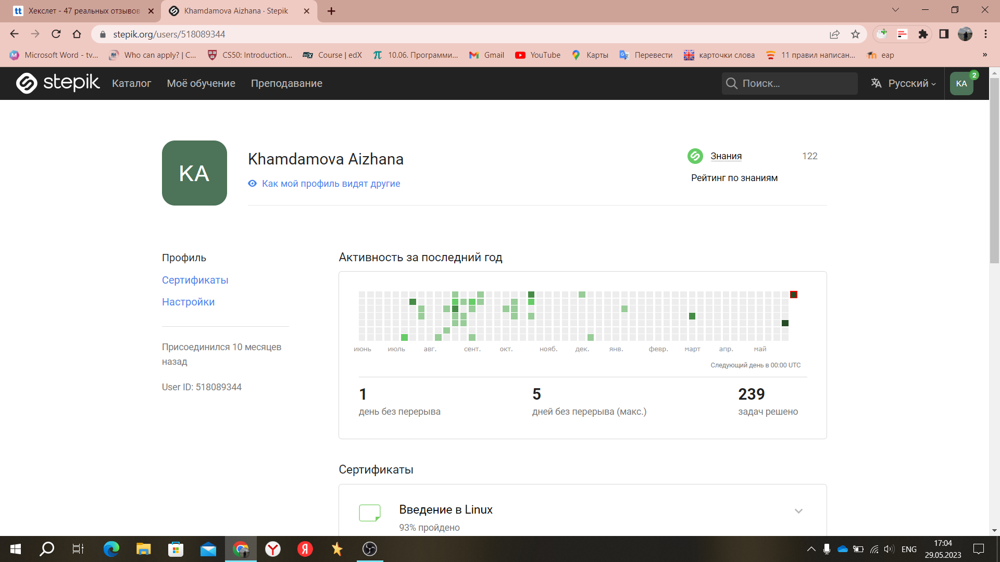 Хекслет - 47 реальных отзывов
Khamdamova Aizhana · Stepik
stepik.org/users/518089344
Microsoft Word - tv...
Who can apply? | C...
CS50: Introduction...
edX
Course | edX
10.06. Программи...
Gmail
YouTube
Карты
Перевести
карточки слова
11 правил написан...
eap
»
stepik
Каталог
Моё обучение
Преподавание
Поиск...
Русский
KA
2
KA
Khamdamova Aizhana
Как мой профиль видят другие
Знания
122
Рейтинг по знаниям
Профиль
Сертификаты
Настройки
Присоединился 10 месяцев
назад
User ID: 518089344
Активность за последний год
июнь июль авг. сент. окт. нояб. дек. янв. февр. март апр. май
Следующий день в 00:00 UTC
1
день без перерыва
5
дней без перерыва (макс.)
239
задач решено
Сертификаты
Введение в Linux
93% пройдено
ENG
17:04
29.05.2023